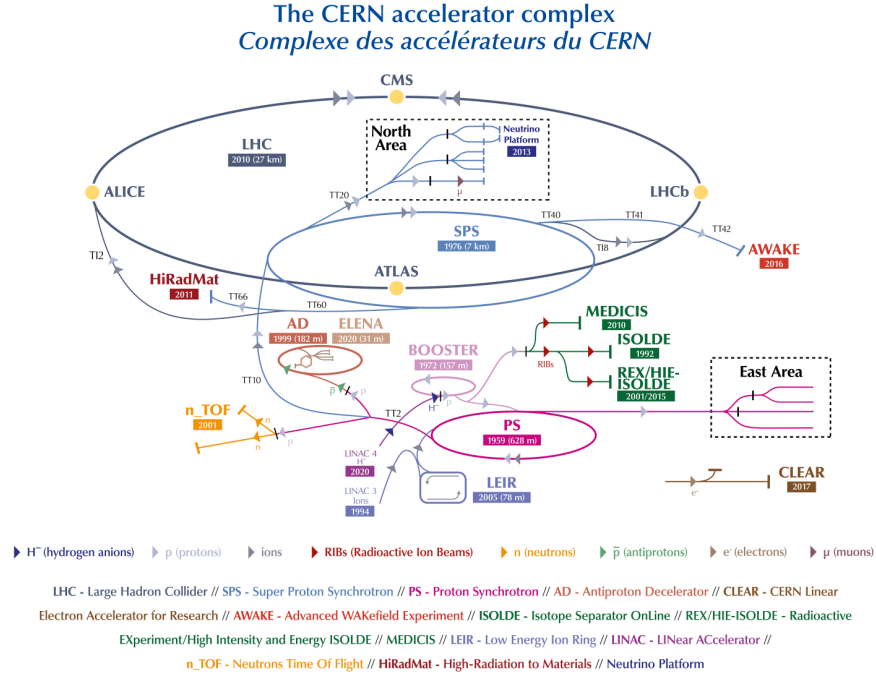 The CERN accelerator complex
Complexe des accélérateurs du CERN
CMS
North
Area
Neutrino
Platform
2013
LHC
2010 (27 km)
μ
ALICE
LHCb
TT20
TT40
TT41
TT42
SPS
1976 (7 km)
TI8
TI2
AWAKE
2016
ATLAS
HiRadMat
2011
TT66
TT60
MEDICIS
2010
AD
1999 (182 m)
ELENA
2020 (31 m)
ISOLDE
1992
BOOSTER
1972 (157 m)
RIBs
REX/HIE-
ISOLDE
2001/2015
East Area
TT10
p̅
p
H⁻
p
n_TOF
2001
n
n
p
TT2
PS
1959 (628 m)
LINAC 4
H⁻
2020
LINAC 3
Ions
1994
LEIR
2005 (78 m)
CLEAR
2017
e⁻
H⁻ (hydrogen anions)
p (protons)
ions
RIBs (Radioactive Ion Beams)
n (neutrons)
p̅ (antiprotons)
e⁻ (electrons)
μ (muons)
LHC - Large Hadron Collider // SPS - Super Proton Synchrotron // PS - Proton Synchrotron // AD - Antiproton Decelerator // CLEAR - CERN Linear
Electron Accelerator for Research // AWAKE - Advanced WAKefield Experiment // ISOLDE - Isotope Separator OnLine // REX/HIE-ISOLDE - Radioactive
EXperiment/High Intensity and Energy ISOLDE // MEDICIS // LEIR - Low Energy Ion Ring // LINAC - LINear ACcelerator //
n_TOF - Neutrons Time Of Flight // HiRadMat - High-Radiation to Materials // Neutrino Platform